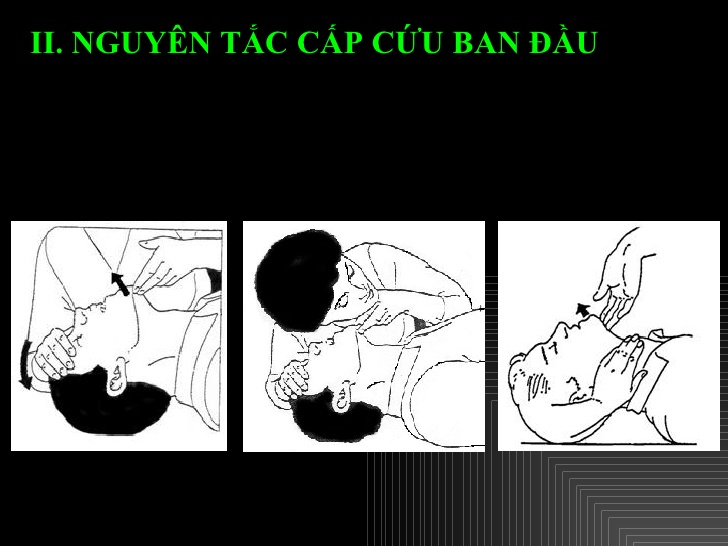 II. NGUYÊN TẮC CẤP CỨU BAN ĐẦU